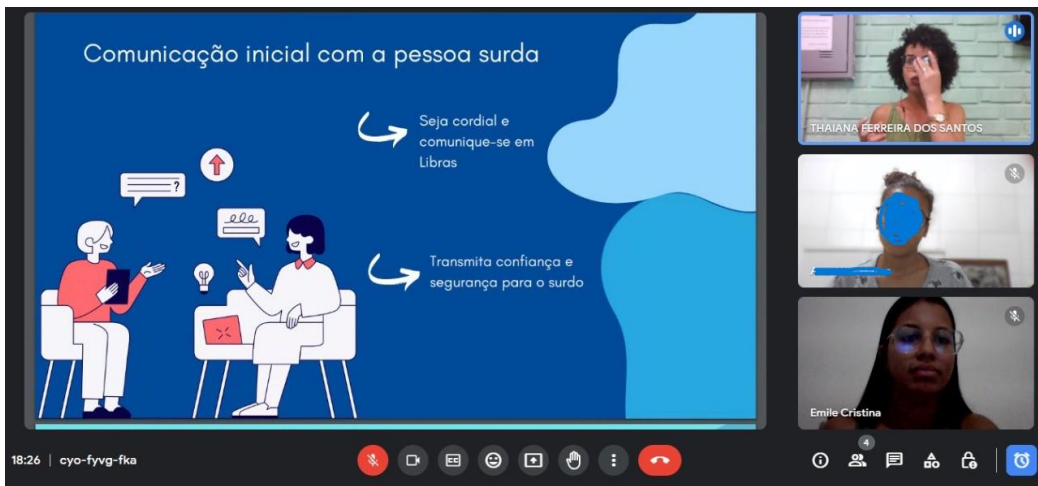 Comunicação inicial com a pessoa surda
Seja cordial e
comunique-se em
Libras
?
Transmita confiança e
segurança para o surdo
THAIANA FERREIRA DOS SANTOS
Emile Cristina
18:26 | cyo-fyvg-fka
CC
4